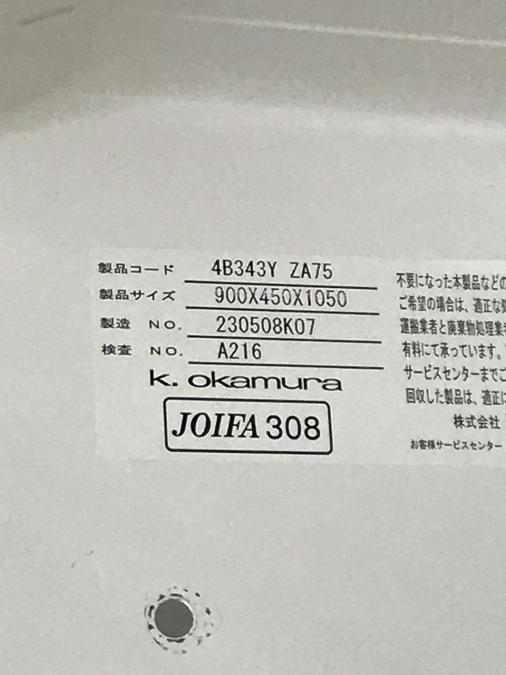 製品コード 4B343Y ZA75
製品サイズ 900X450X1050
製造 NO. 230508K07
検査 NO. A216
K. okamura
JOIFA 308
不要になった本製品などの
ご希望の場合は、適正な処
運搬業者と廃棄物処理業者
有料にて承っています。
サービスセンターまでご
回収した製品は、適正に
株式会社
お客様サービスセンター